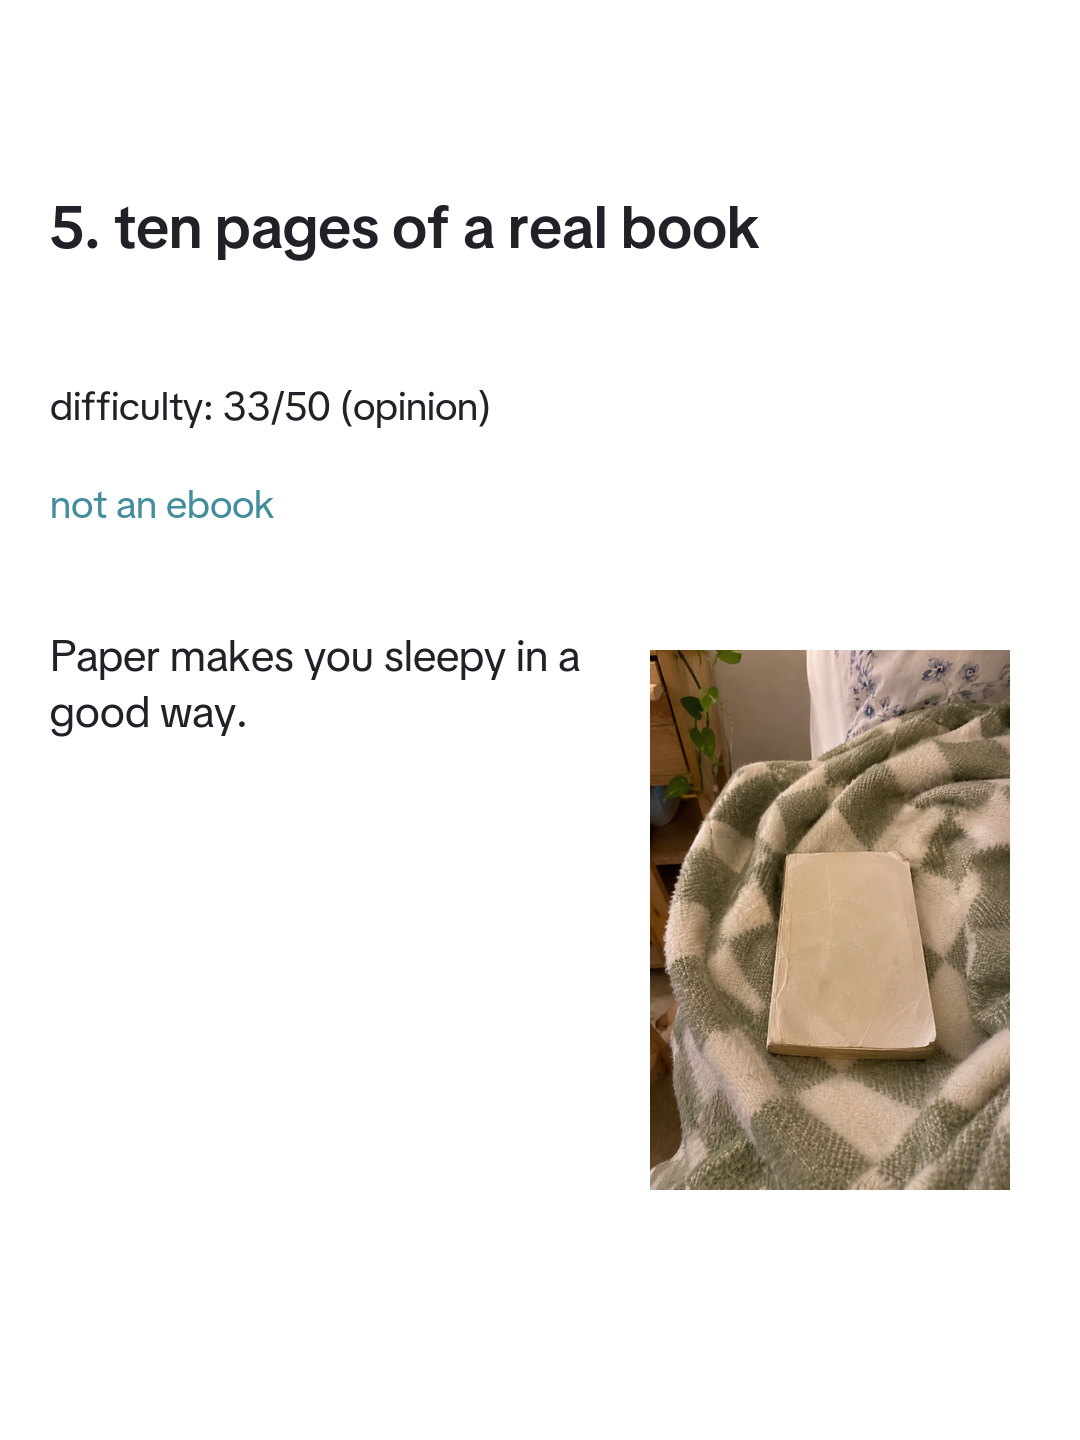 5. ten pages of a real book
difficulty: 33/50 (opinion)
not an ebook
Paper makes you sleepy in a
good way.